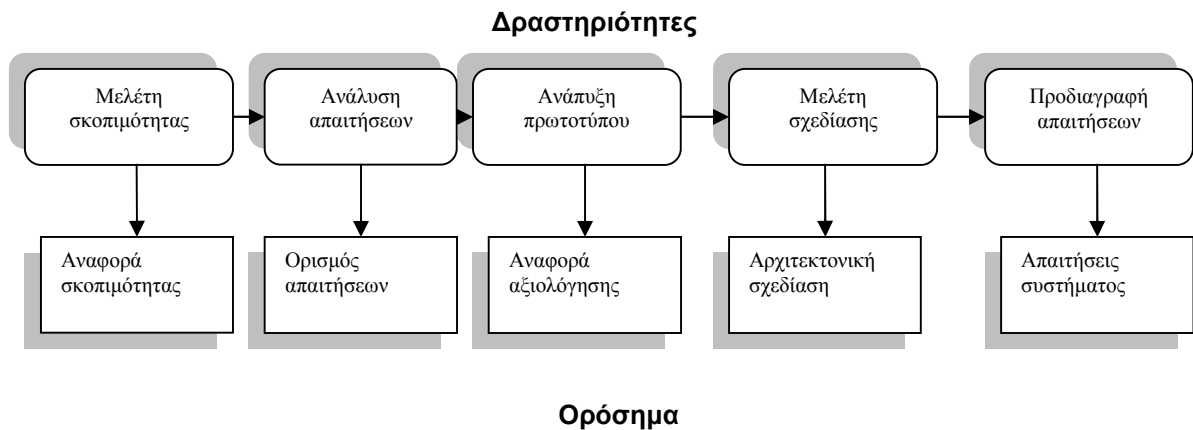 Δραστηριότητες
Μελέτη
σκοπιμότητας
Ανάλυση
απαιτήσεων
Ανάπυξη
πρωτοτύπου
Μελέτη
σχεδίασης
Προδιαγραφή
απαιτήσεων
Αναφορά
σκοπιμότητας
Ορισμός
απαιτήσεων
Αναφορά
αξιολόγησης
Αρχιτεκτονική
σχεδίαση
Απαιτήσεις
συστήματος
Ορόσημα